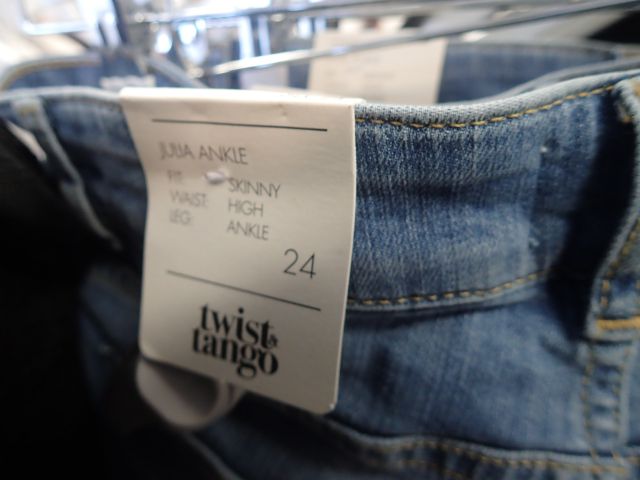 JULIA ANKLE
FIT: SKINNY
WAIST: HIGH
LEG: ANKLE
24
twist &
tango